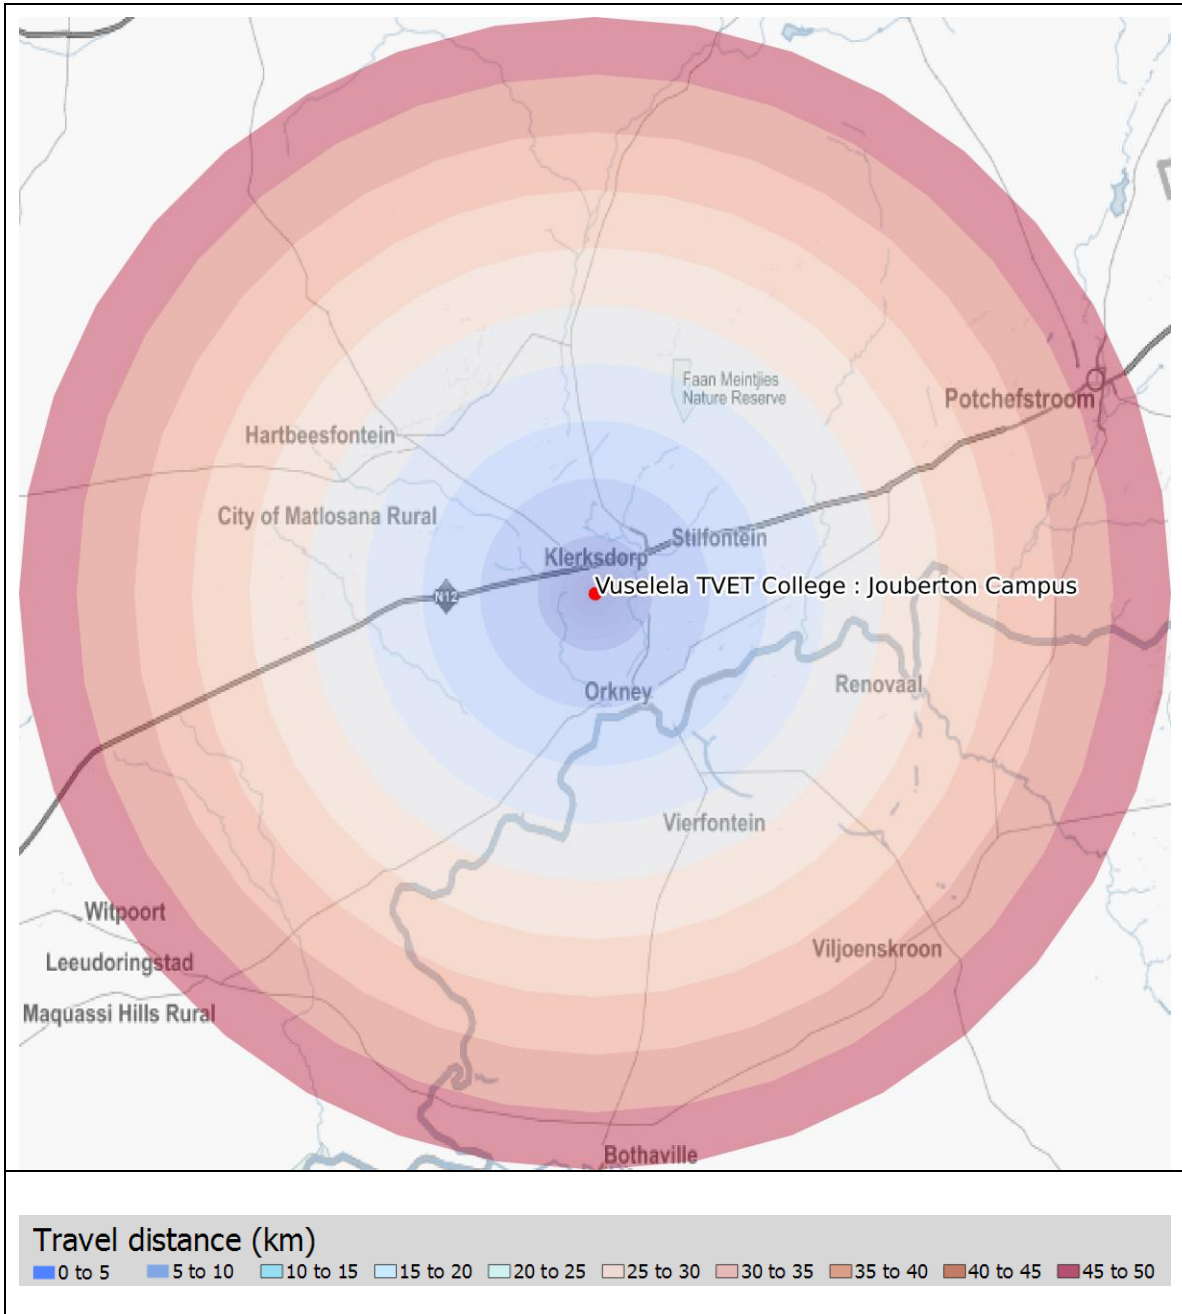 Faan Meintjies
Nature Reserve
Potchefstroom
Hartbeesfontein
City of Matlosana Rural
Stilfontein
Klerksdorp
Vuselela TVET College : Jouberton Campus
N12
Renovaal
Orkney
Vierfontein
Witpoort
Viljoenskroon
Leeudoringstad
Maquassi Hills Rural
Bothaville
Travel distance (km)
0 to 5 5 to 10 10 to 15 15 to 20 20 to 25 25 to 30 30 to 35 35 to 40 40 to 45 45 to 50